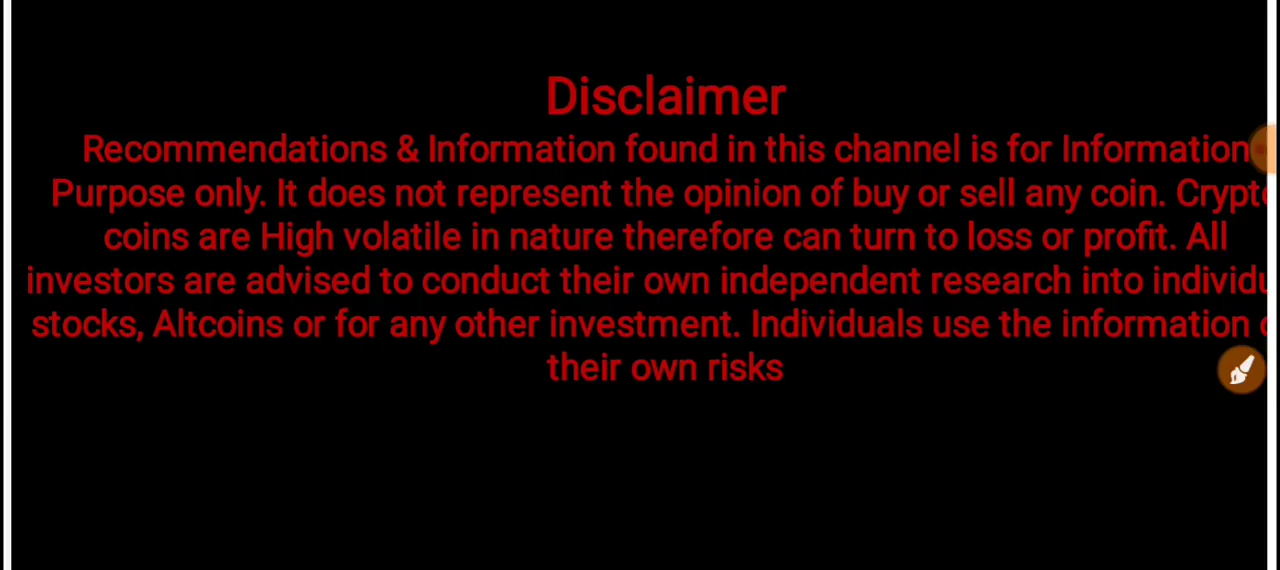 Disclaimer
Recommendations & Information found in this channel is for Information
Purpose only. It does not represent the opinion of buy or sell any coin.
coins are High volatile in nature therefore can turn to loss or profit. All
investors are advised to conduct their own independent research into
stocks, Altcoins or for any other investment. Individuals use the information
their own risks